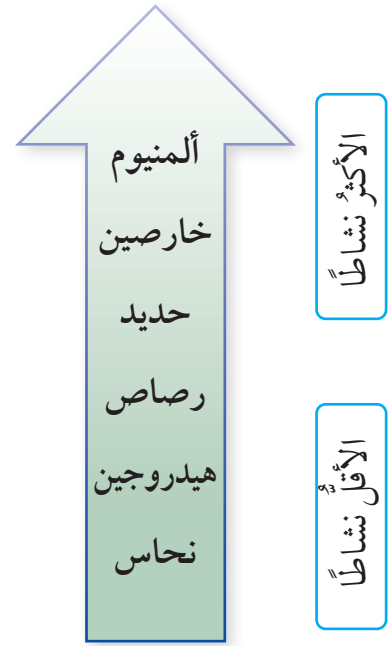 ألمنيوم
خارصين
حديد
رصاص
هيدروجين
نحاس
الأكثرُ نشاطًا
الأقلُّ نشاطًا